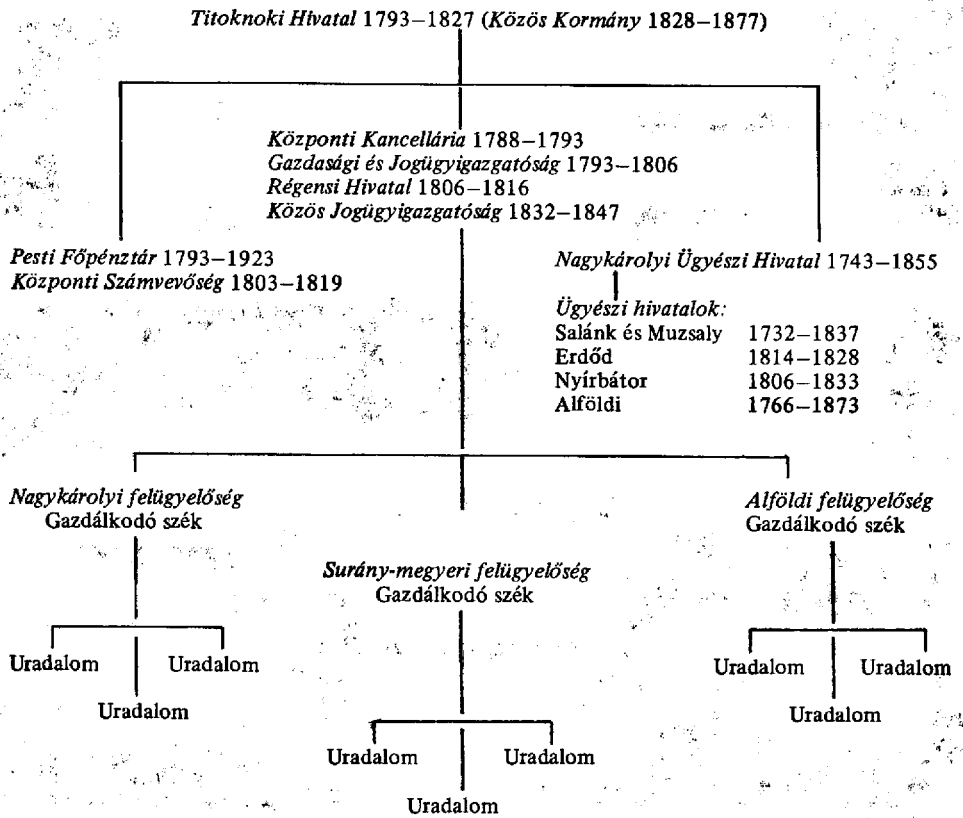 Titoknoki Hivatal 1793–1827 (Közös Kormány 1828–1877)
Központi Kancellária 1788–1793
Gazdasági és Jogügyigazgatóság 1793–1806
Régensi Hivatal 1806–1816
Közös Jogügyigazgatóság 1832–1847
Pesti Főpénztár 1793–1923
Központi Számvevőség 1803–1819
Nagykárolyi Ügyészi Hivatal 1743–1855
Ügyészi hivatalok:
Salánk és Muzsaly 1732–1837
Erdőd 1814–1828
Nyírbátor 1806–1833
Alföldi 1766–1873
Nagykárolyi felügyelőség
Gazdálkodó szék
Surány-megyeri felügyelőség
Gazdálkodó szék
Alföldi felügyelőség
Gazdálkodó szék
Uradalom Uradalom
Uradalom
Uradalom Uradalom
Uradalom
Uradalom Uradalom
Uradalom